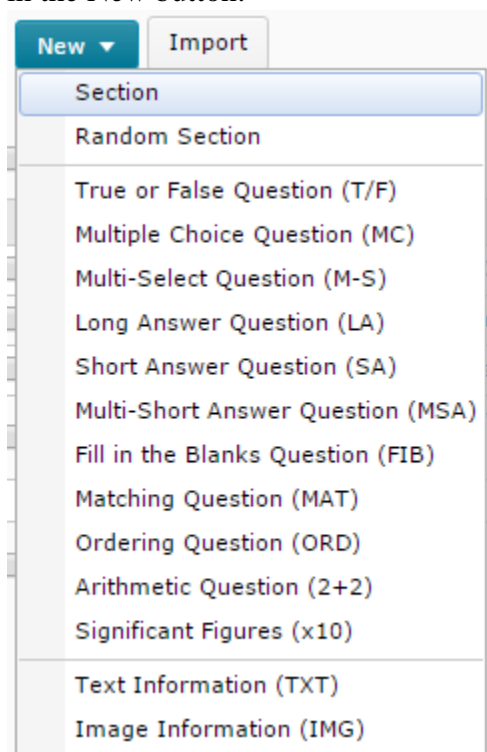 in the New button.
New Import
Section
Random Section
True or False Question (T/F)
Multiple Choice Question (MC)
Multi-Select Question (M-S)
Long Answer Question (LA)
Short Answer Question (SA)
Multi-Short Answer Question (MSA)
Fill in the Blanks Question (FIB)
Matching Question (MAT)
Ordering Question (ORD)
Arithmetic Question (2+2)
Significant Figures (x10)
Text Information (TXT)
Image Information (IMG)